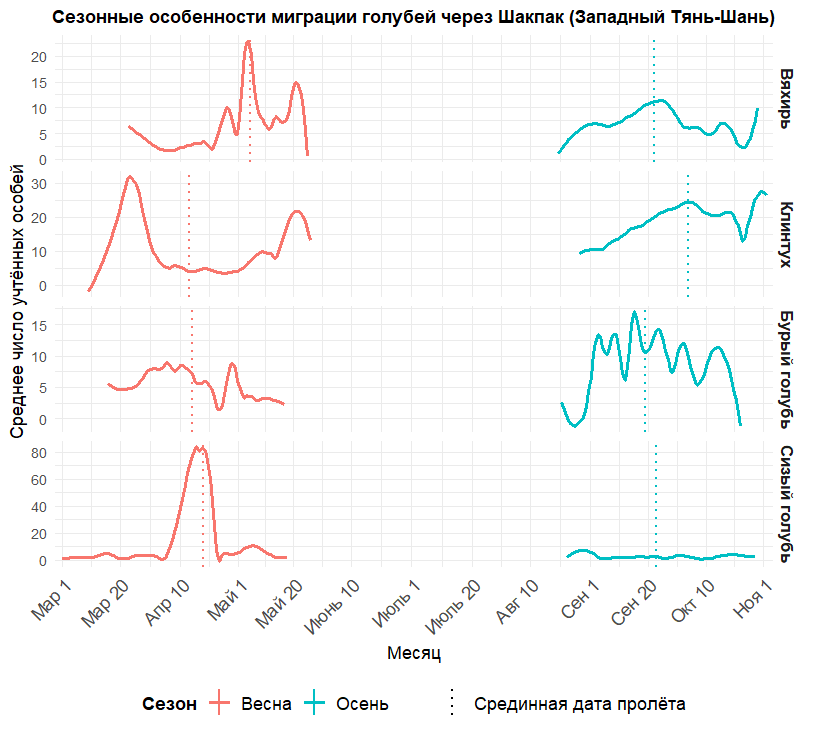 Сезонные особенности миграции голубей через Шакпак (Западный Тянь-Шань)
Среднее число учтённых особей
20
15
10
5
0
Вяхирь
30
20
10
0
Клинтух
15
10
5
0
Бурый голубь
80
60
40
20
0
Сизый голубь
Мар 1
Мар 20
Апр 10
Май 1
Май 20
Июнь 10
Июль 1
Июль 20
Авг 10
Сен 1
Сен 20
Окт 10
Ноя 1
Месяц
Сезон
Весна
Осень
Срединная дата пролёта